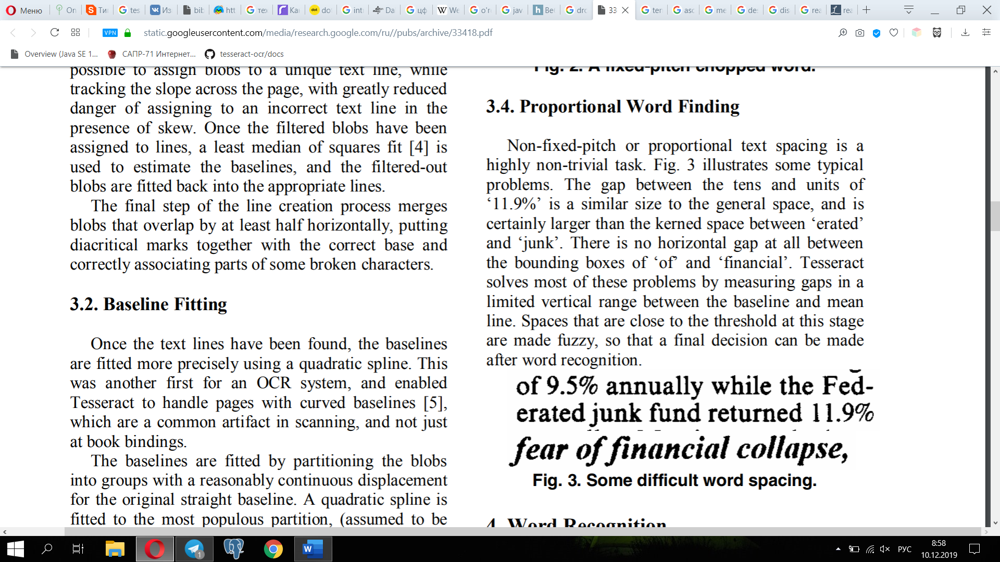 Меню
On
Ти
tes
Из
bib
htt
тех
Ка
dot
do
inti
Da
цф
We
o'r
jav
Be
drc
33
ter
asc
me
de
dis
rea
rea
VPN
static.googleusercontent.com/media/research.google.com/ru//pubs/archive/33418.pdf
Overview (Java SE 1...
САПР-71 Интернет...
tesseract-ocr/docs
possible to assign blobs to a unique text line, while
tracking the slope across the page, with greatly reduced
danger of assigning to an incorrect text line in the
presence of skew. Once the filtered blobs have been
assigned to lines, a least median of squares fit [4] is
used to estimate the baselines, and the filtered-out
blobs are fitted back into the appropriate lines.
The final step of the line creation process merges
blobs that overlap by at least half horizontally, putting
diacritical marks together with the correct base and
correctly associating parts of some broken characters.
3.2. Baseline Fitting
Once the text lines have been found, the baselines
are fitted more precisely using a quadratic spline. This
was another first for an OCR system, and enabled
Tesseract to handle pages with curved baselines [5],
which are a common artifact in scanning, and not just
at book bindings.
The baselines are fitted by partitioning the blobs
into groups with a reasonably continuous displacement
for the original straight baseline. A quadratic spline is
fitted to the most populous partition, (assumed to be
Fig. 2. A fixed-pitch chopped word.
3.4. Proportional Word Finding
Non-fixed-pitch or proportional text spacing is a
highly non-trivial task. Fig. 3 illustrates some typical
problems. The gap between the tens and units of
‘11.9%’ is a similar size to the general space, and is
certainly larger than the kerned space between ‘erated’
and ‘junk’. There is no horizontal gap at all between
the bounding boxes of ‘of’ and ‘financial’. Tesseract
solves most of these problems by measuring gaps in a
limited vertical range between the baseline and mean
line. Spaces that are close to the threshold at this stage
are made fuzzy, so that a final decision can be made
after word recognition.
of 9.5% annually while the Fed-
erated junk fund returned 11.9%
fear of financial collapse,
Fig. 3. Some difficult word spacing.
4. Word Recognition
1
РУС
8:58
10.12.2019